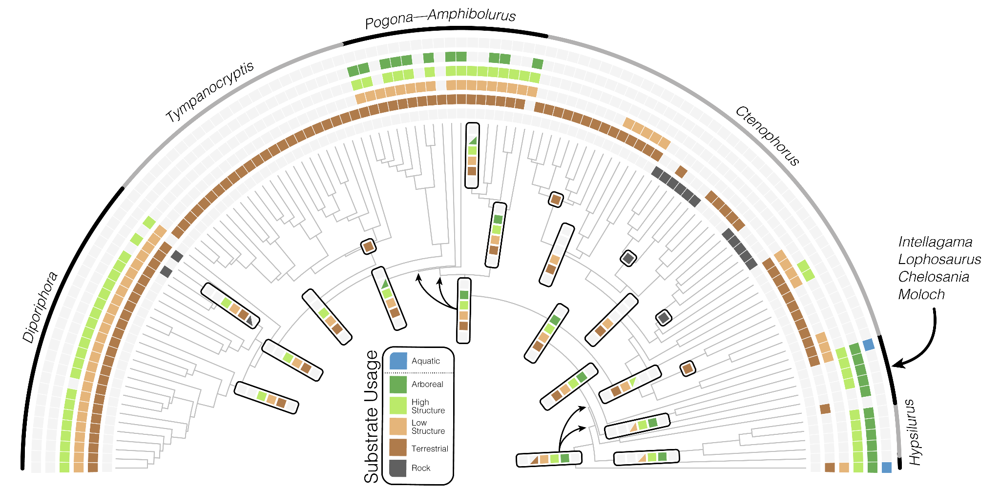 Pogona—Amphibolurus
Tympanocryptis
Ctenophorus
Diporiphora
Intellagama
Lophosaurus
Chelosania
Moloch
Hypsilurus
Substrate Usage
Aquatic
Arboreal
High
Structure
Low
Structure
Terrestrial
Rock